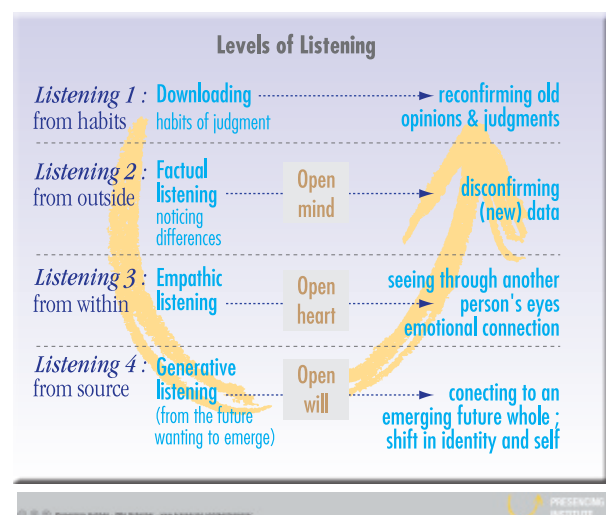 Levels of Listening
Listening 1 : Downloading reconfirming old
from habits habits of judgment opinions & judgments
Listening 2 : Factual
from outside listening Open mind disconfirming
noticing (new) data
differences
Listening 3 : Empathic seeing through another
from within listening Open heart person's eyes
emotional connection
Listening 4 : Generative
from source listening Open will conecting to an
(from the future emerging future whole ;
wanting to emerge) shift in identity and self
PRESENCING
INSTITUTE